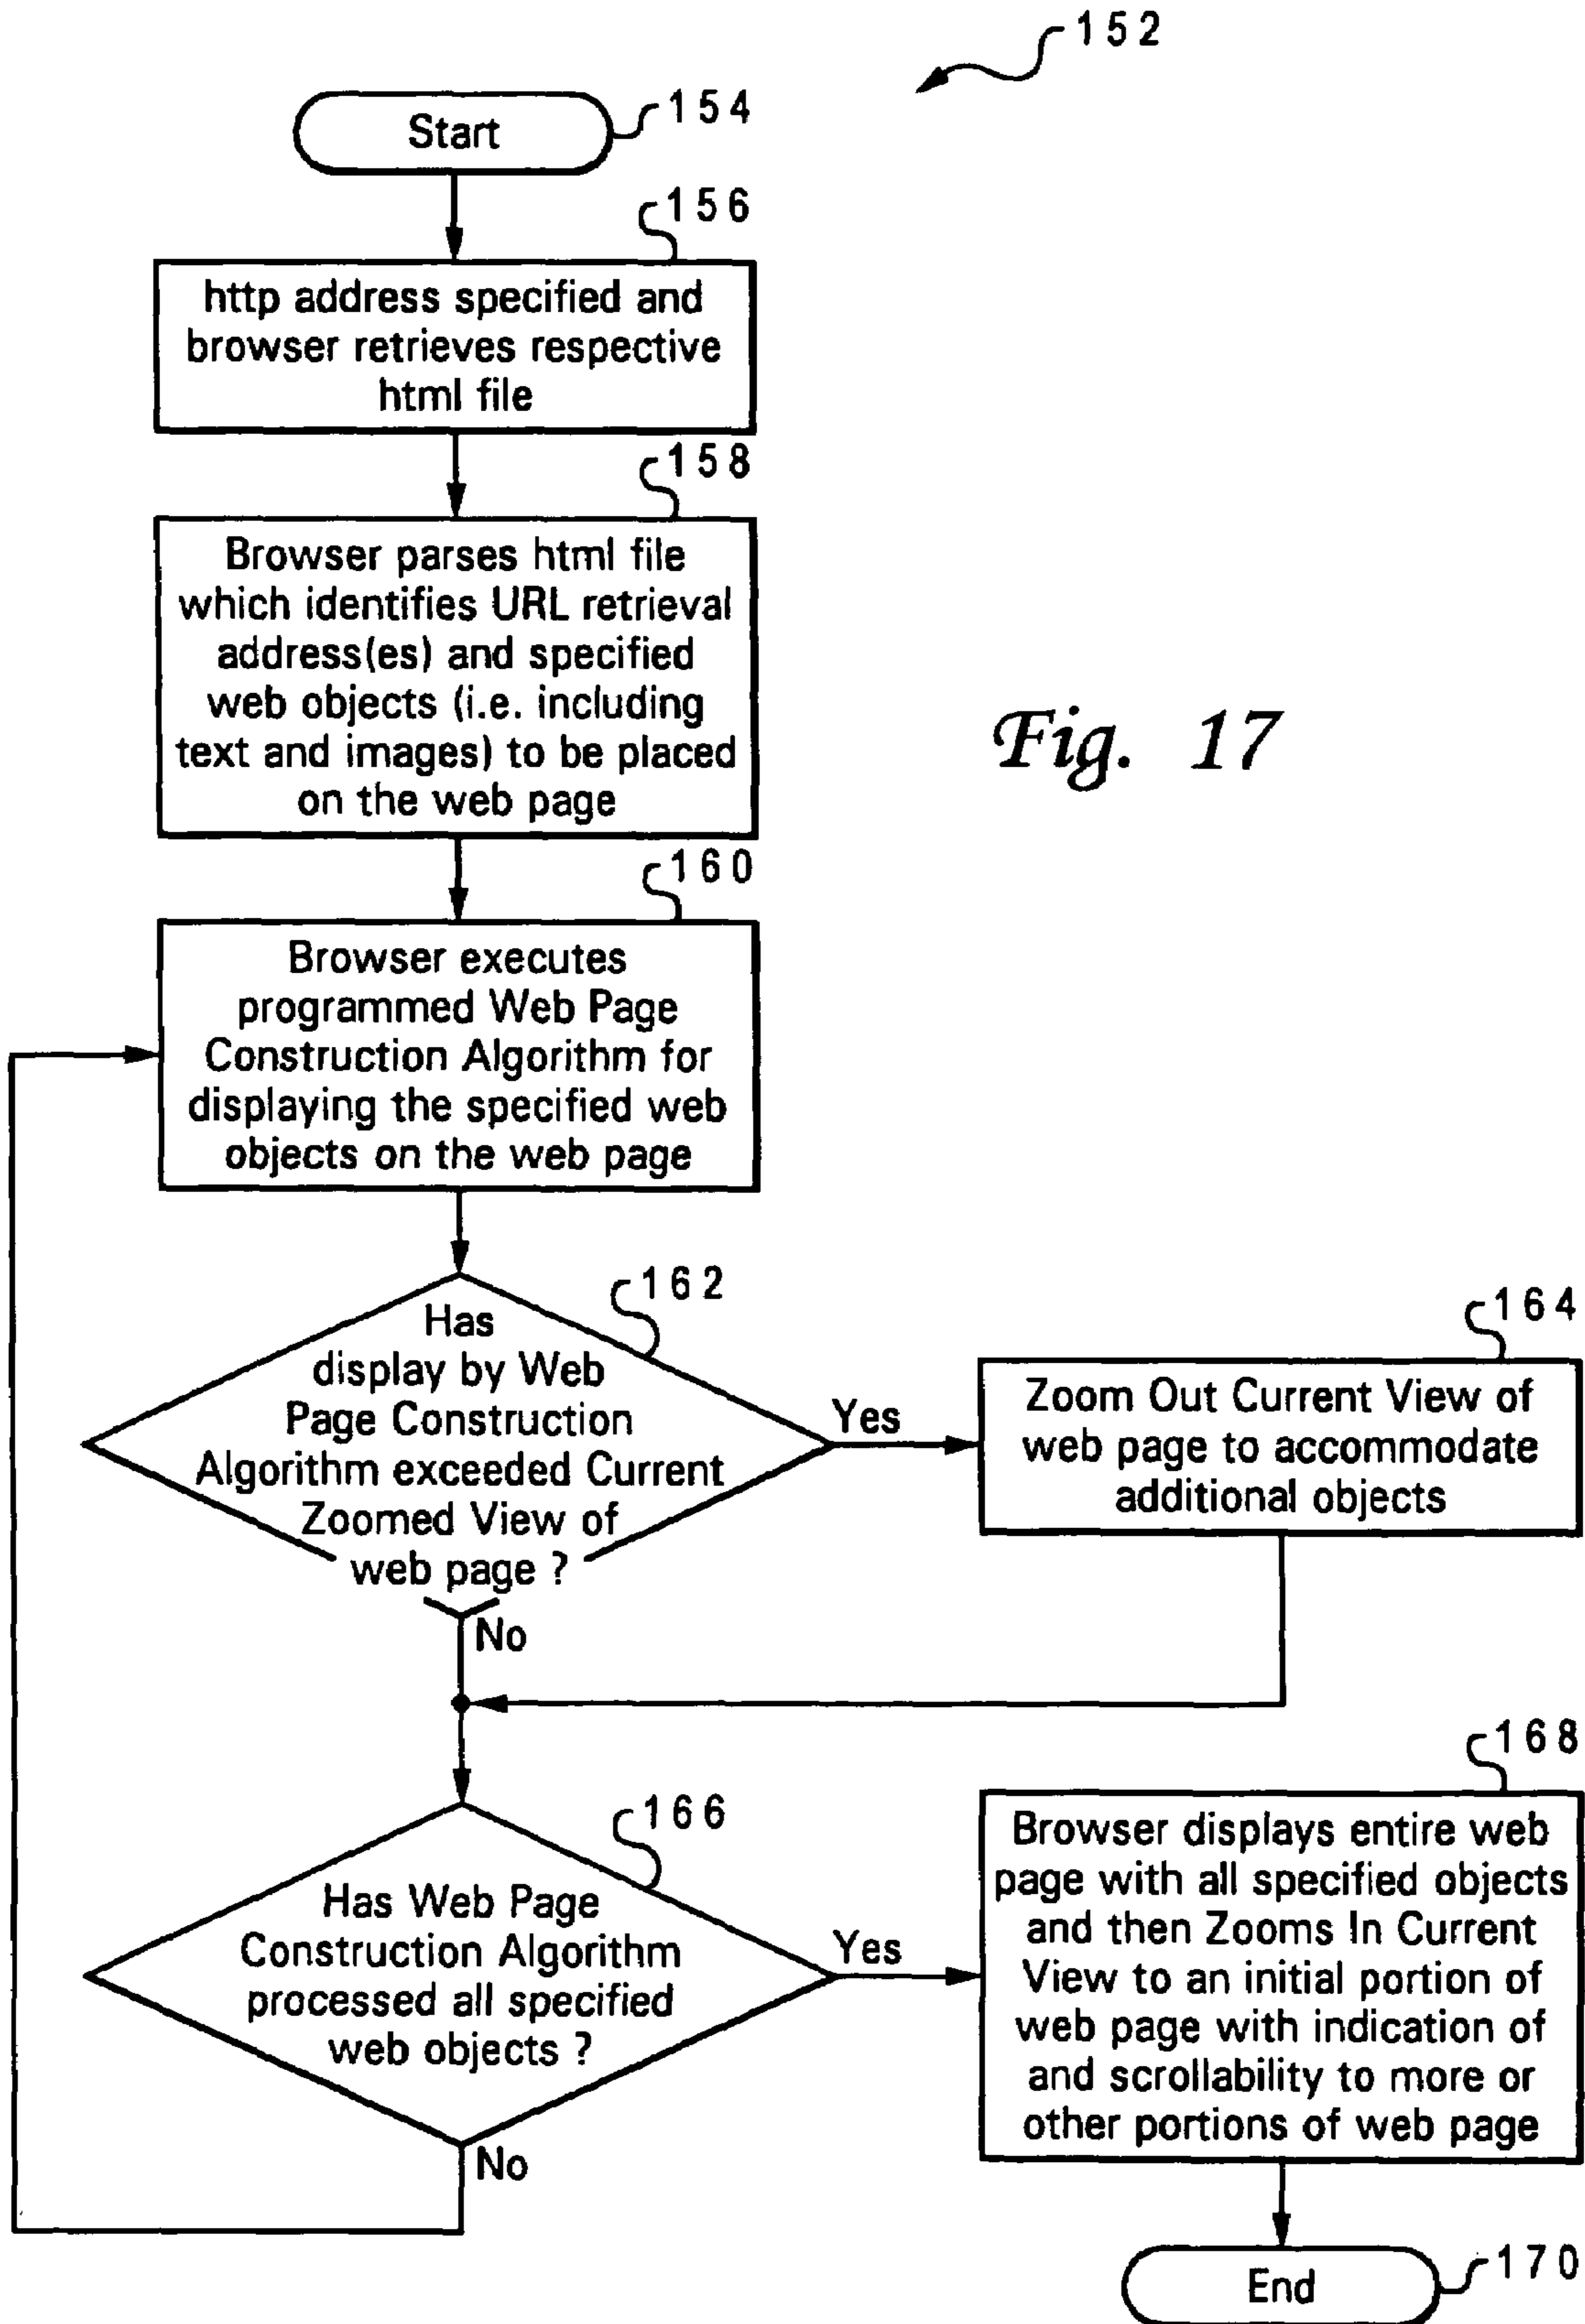 152
Start
154
156
http address specified and
browser retrieves respective
html file
158
Browser parses html file
which identifies URL retrieval
address(es) and specified
web objects (i.e. including
text and images) to be placed
on the web page
Fig. 17
160
Browser executes
programmed Web Page
Construction Algorithm for
displaying the specified web
objects on the web page
162
Has
display by Web
Page Construction
Algorithm exceeded Current
Zoomed View of
web page ?
Yes
No
164
Zoom Out Current View of
web page to accommodate
additional objects
166
Has Web Page
Construction Algorithm
processed all specified
web objects ?
Yes
No
168
Browser displays entire web
page with all specified objects
and then Zooms In Current
View to an initial portion of
web page with indication of
and scrollability to more or
other portions of web page
End
170